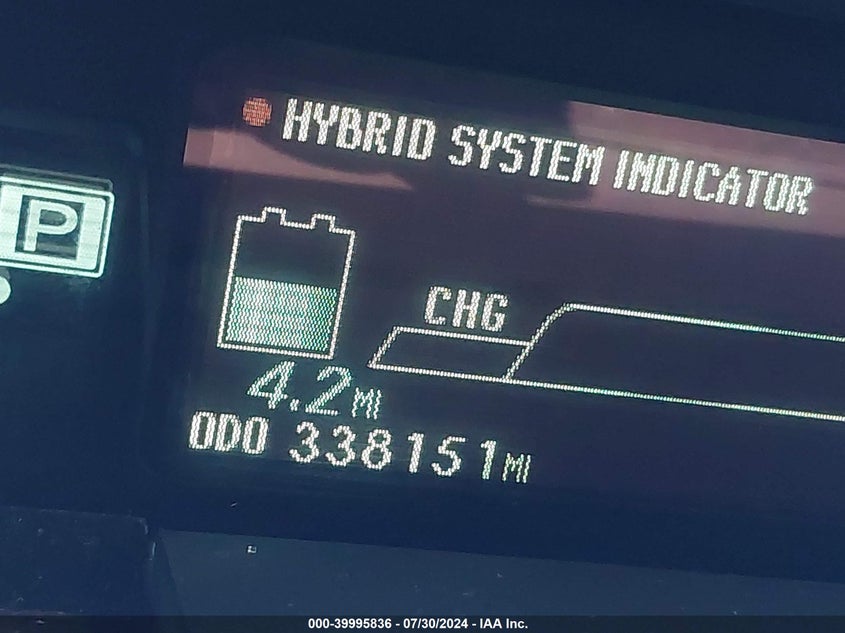 HYBRID SYSTEM INDICATOR
P
CHG
4.2MI
ODO 338151MI
000-39995836 - 07/30/2024 - IAA Inc.